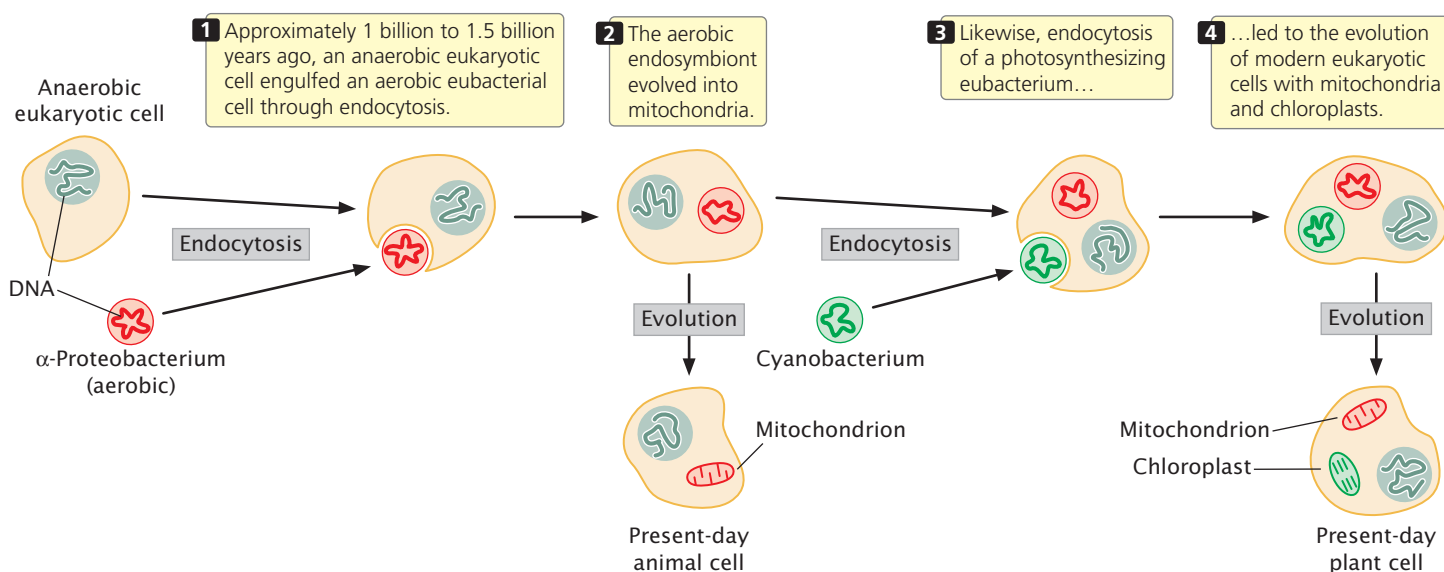 1 Approximately 1 billion to 1.5 billion
years ago, an anaerobic eukaryotic
cell engulfed an aerobic eubacterial
cell through endocytosis.
2 The aerobic
endosymbiont
evolved into
mitochondria.
3 Likewise, endocytosis
of a photosynthesizing
eubacterium…
4 …led to the evolution
of modern eukaryotic
cells with mitochondria
and chloroplasts.
Anaerobic
eukaryotic cell
Endocytosis
DNA
α-Proteobacterium
(aerobic)
Evolution
Mitochondrion
Present-day
animal cell
Endocytosis
Cyanobacterium
Evolution
Mitochondrion
Chloroplast
Present-day
plant cell